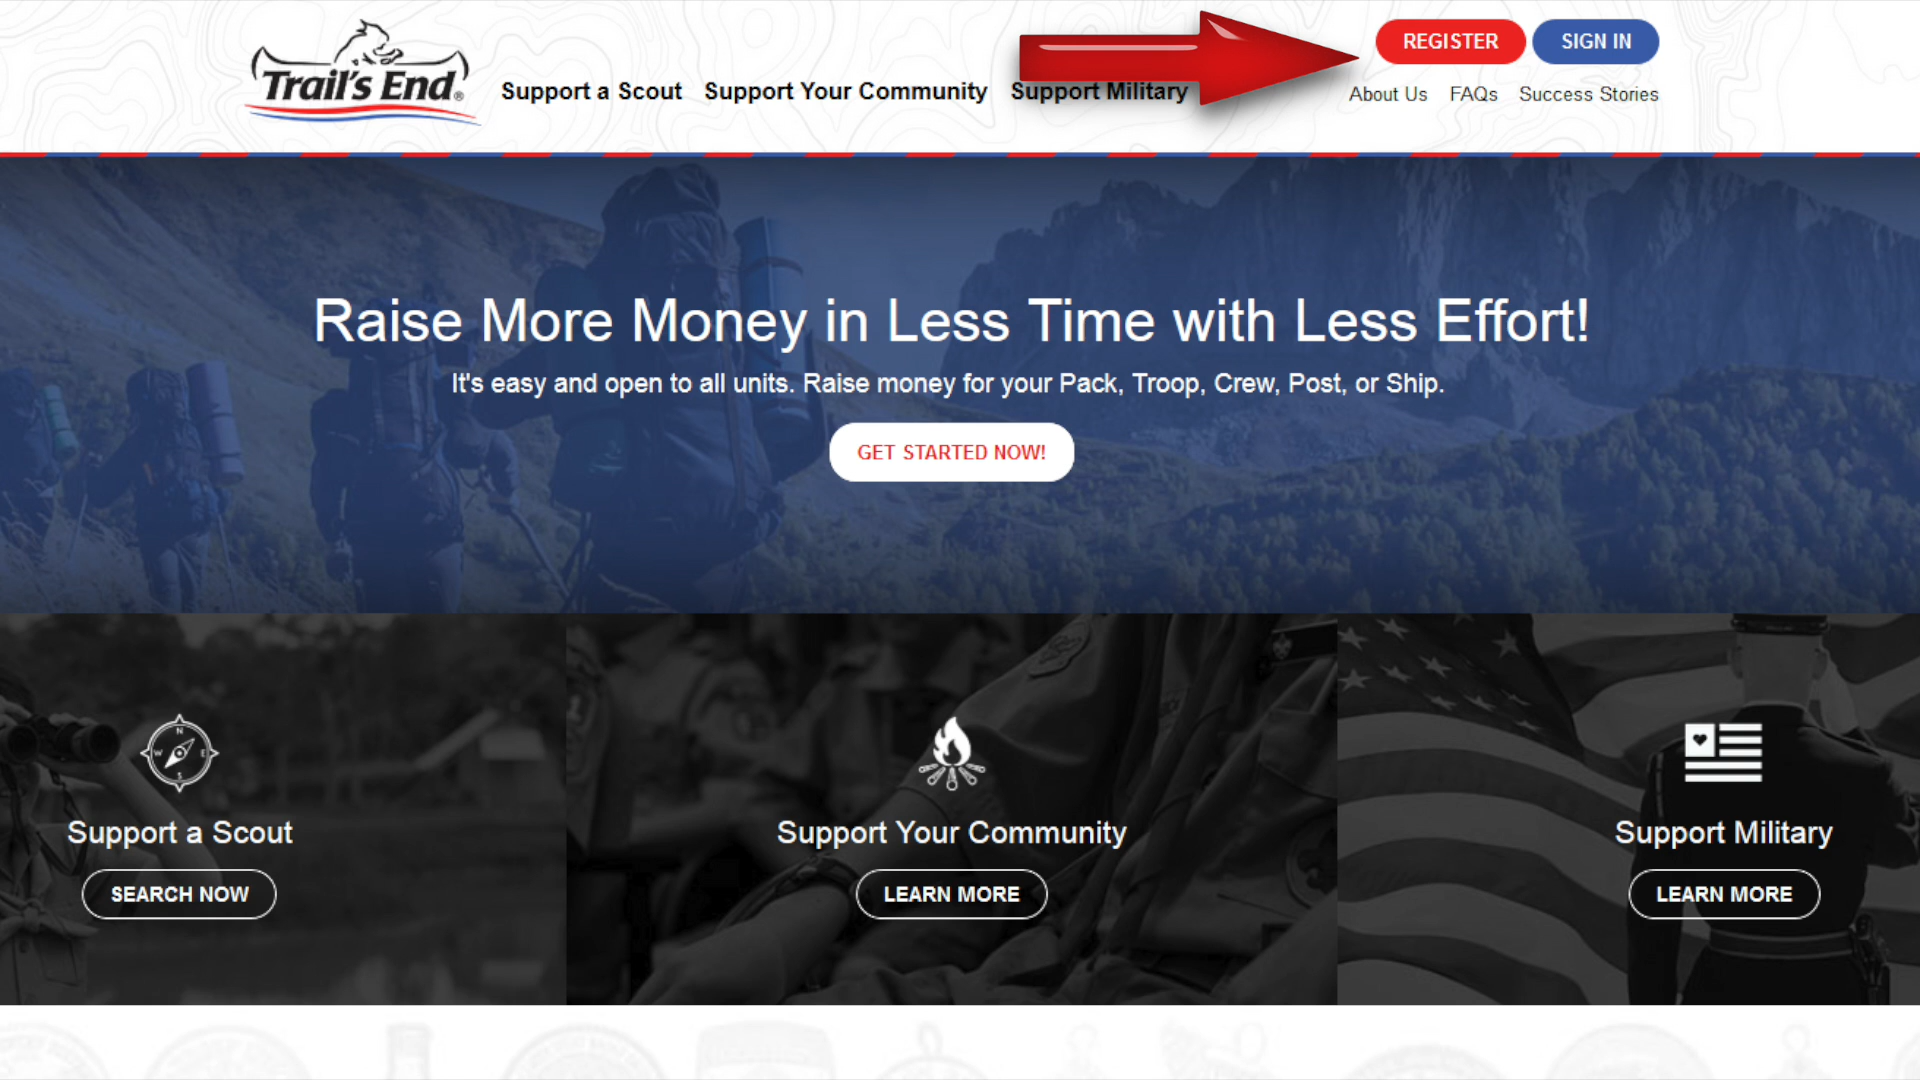 REGISTER SIGN IN
Trail's End®
Support a Scout Support Your Community Support Military
About Us FAQs Success Stories
Raise More Money in Less Time with Less Effort!
It's easy and open to all units. Raise money for your Pack, Troop, Crew, Post, or Ship.
GET STARTED NOW!
N
W E
S
Support a Scout
SEARCH NOW
Support Your Community
LEARN MORE
Support Military
LEARN MORE